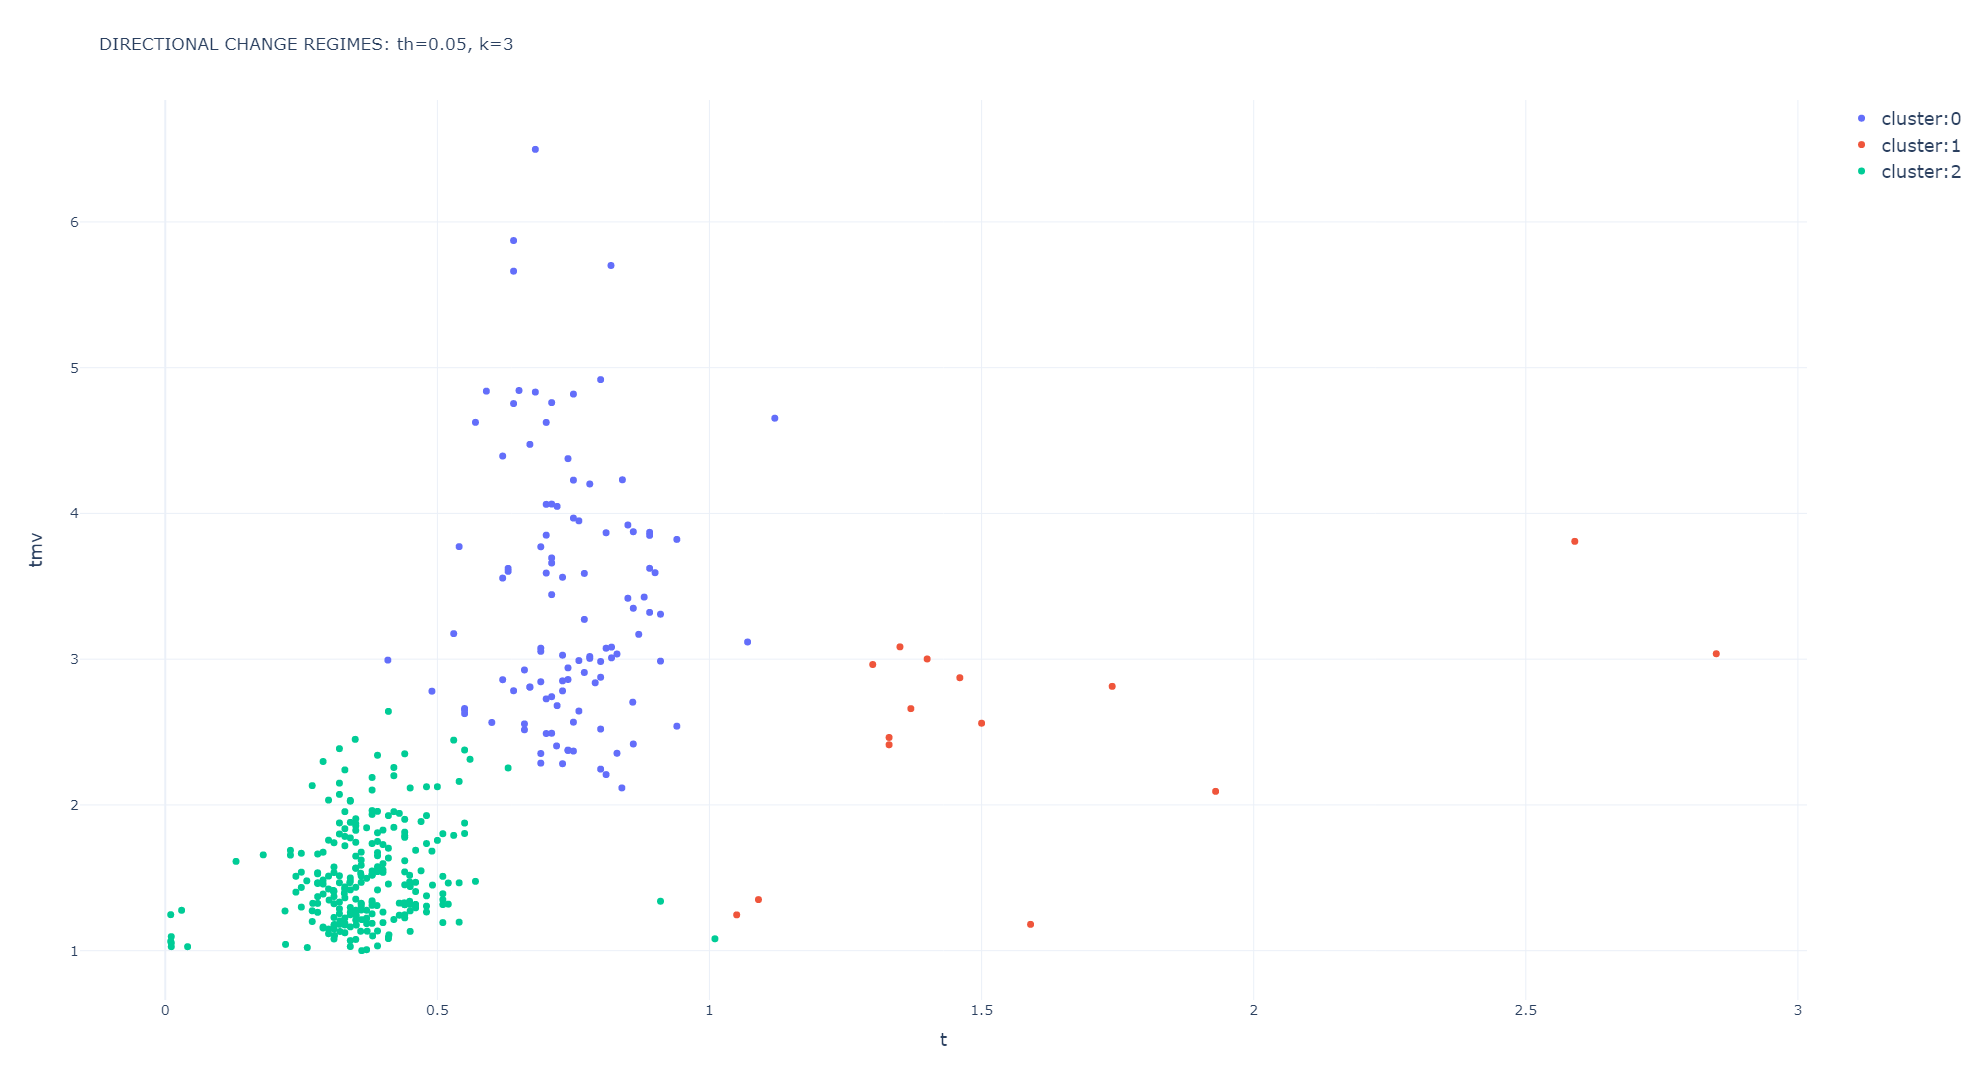 DIRECTIONAL CHANGE REGIMES: th=0.05, k=3
cluster:0
cluster:1
cluster:2
6
5
4
3
2
1
tmv
0
0.5
1
1.5
2
2.5
3
t